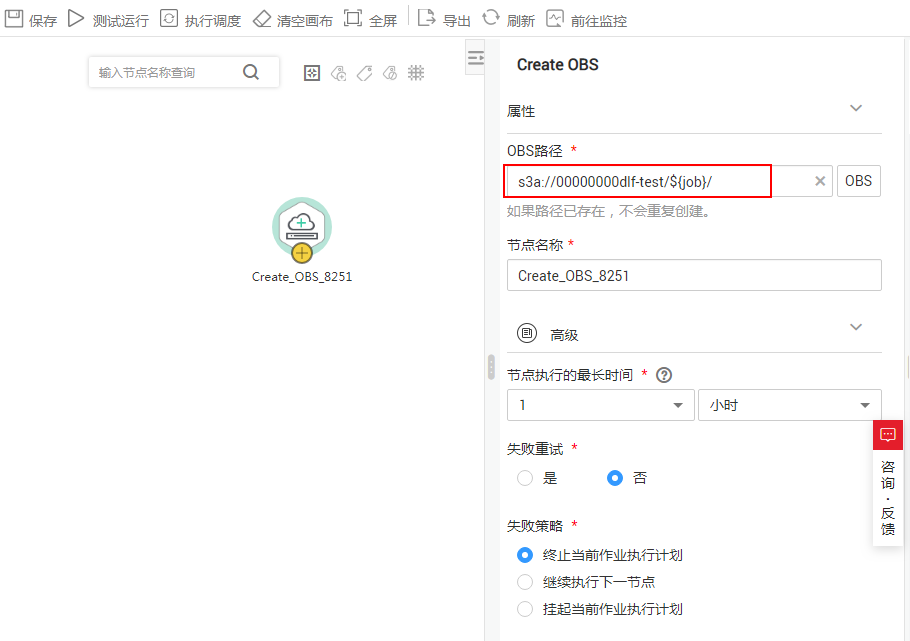 保存 测试运行 执行调度 清空画布 全屏 导出 刷新 前往监控
输入节点名称查询
Create_OBS_8251
Create OBS
属性
OBS路径 *
s3a://00000000dlf-test/${job}/ × OBS
如果路径已存在，不会重复创建。
节点名称 *
Create_OBS_8251
高级
节点执行的最长时间 * ?
1 小时
失败重试 *
是 否
失败策略 *
终止当前作业执行计划
继续执行下一节点
挂起当前作业执行计划
咨
询
·
反
馈